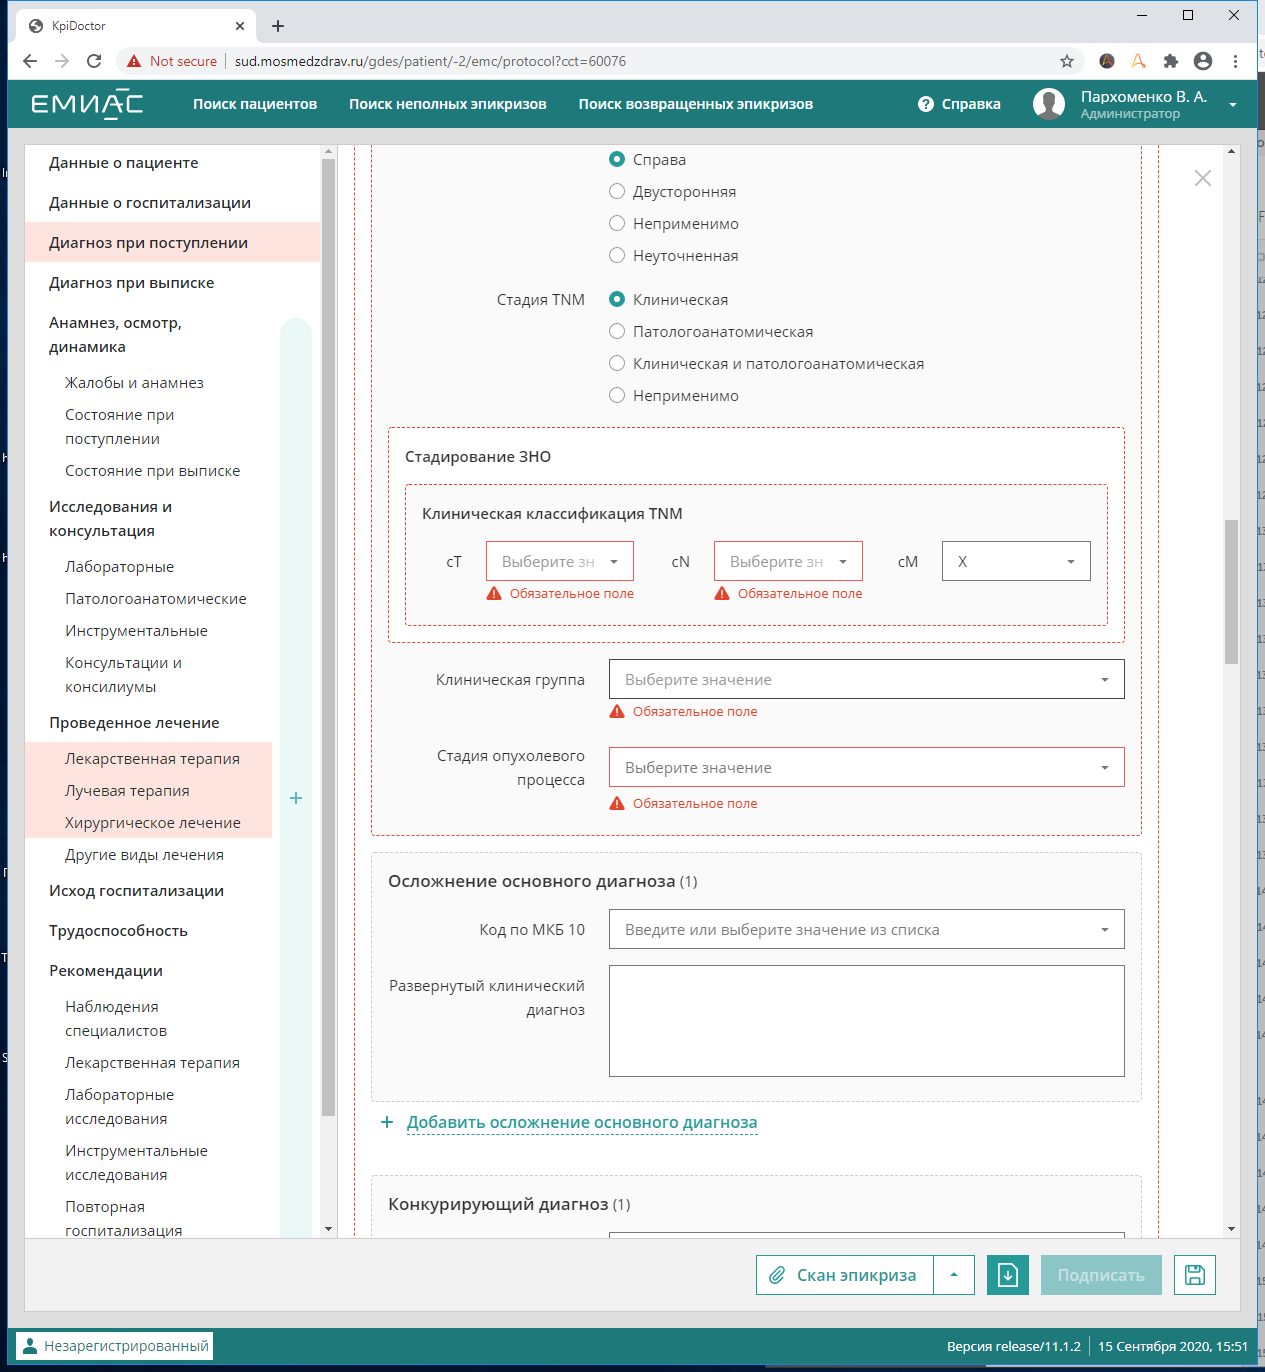 KpiDoctor
Not secure
sud.mosmedzdrav.ru/gdes/patient/-2/emc/protocol?cct=60076
ЕМИАС
Поиск пациентов
Поиск неполных эпикризов
Поиск возвращенных эпикризов
Справка
Пархоменко В. А.
Администратор
Данные о пациенте
Данные о госпитализации
Диагноз при поступлении
Диагноз при выписке
Анамнез, осмотр,
динамика
Жалобы и анамнез
Состояние при
поступлении
Состояние при выписке
Исследования и
консультация
Лабораторные
Патологоанатомические
Инструментальные
Консультации и
консилиумы
Проведенное лечение
Лекарственная терапия
Лучевая терапия
Хирургическое лечение
Другие виды лечения
Исход госпитализации
Трудоспособность
Рекомендации
Наблюдения
специалистов
Лекарственная терапия
Лабораторные
исследования
Инструментальные
исследования
Повторная
госпитализация
Справа
Двусторонняя
Неприменимо
Неуточненная
Стадия TNM
Клиническая
Патологоанатомическая
Клиническая и патологоанатомическая
Неприменимо
Стадирование ЗНО
Клиническая классификация TNM
cT
Выберите зн
Обязательное поле
cN
Выберите зн
Обязательное поле
cM
X
Клиническая группа
Выберите значение
Обязательное поле
Стадия опухолевого
процесса
Выберите значение
Обязательное поле
Осложнение основного диагноза (1)
Код по МКБ 10
Введите или выберите значение из списка
Развернутый клинический
диагноз
Добавить осложнение основного диагноза
Конкурирующий диагноз (1)
Скан эпикриза
Подписать
Незарегистрированный
Версия release/11.1.2
15 Сентября 2020, 15:51